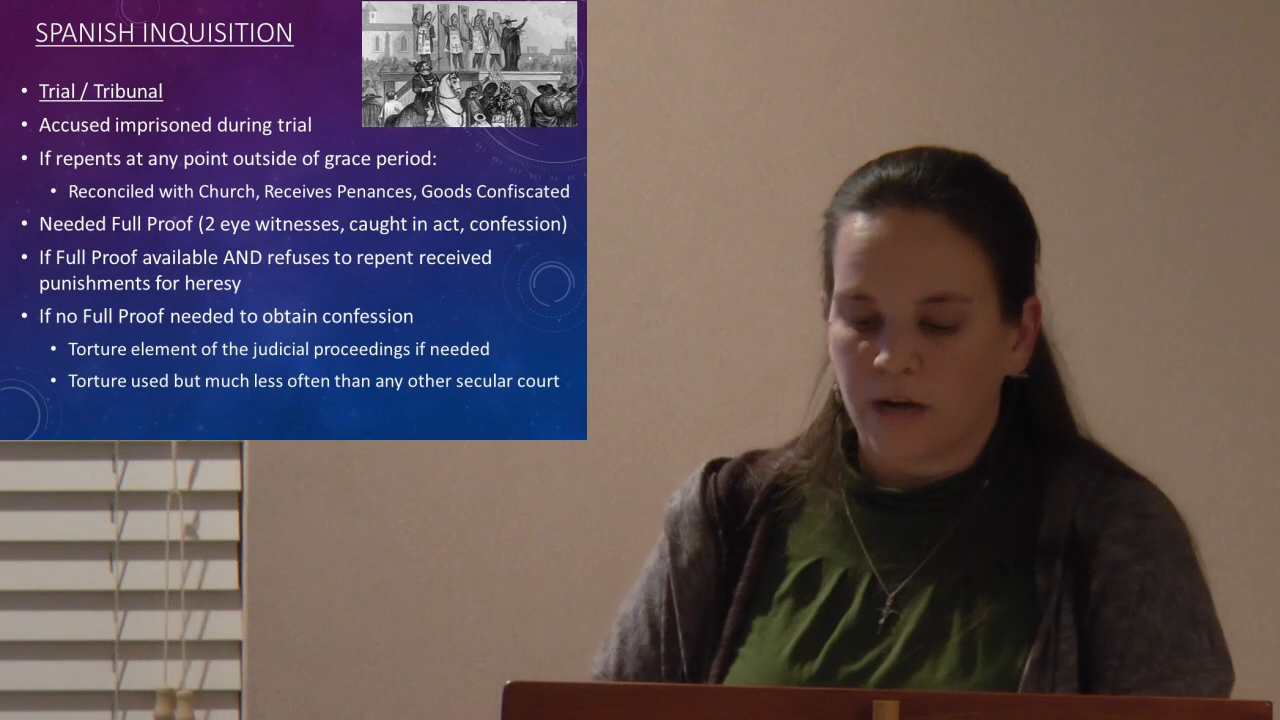 SPANISH INQUISITION
• Trial / Tribunal
• Accused imprisoned during trial
• If repents at any point outside of grace period:
• Reconciled with Church, Receives Penances, Goods Confiscated
• Needed Full Proof (2 eye witnesses, caught in act, confession)
• If Full Proof available AND refuses to repent received
punishments for heresy
• If no Full Proof needed to obtain confession
• Torture element of the judicial proceedings if needed
• Torture used but much less often than any other secular court